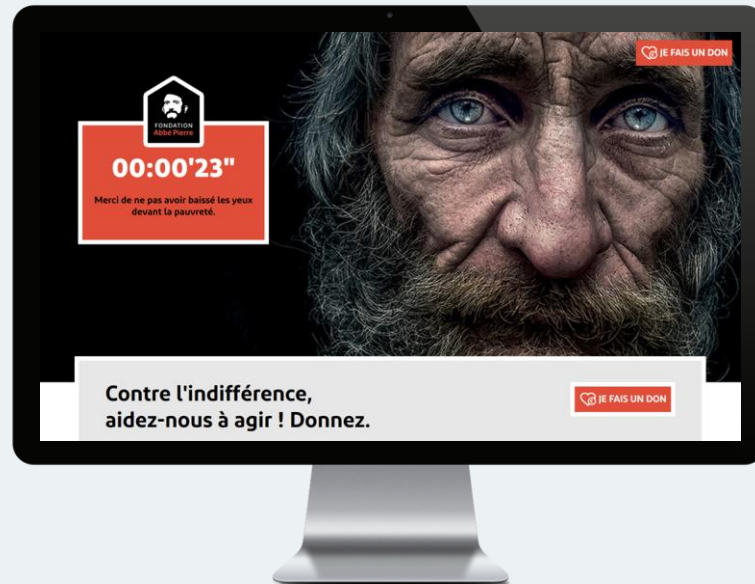 JE FAIS UN DON
FONDATION
Abbé Pierre
00:00'23"
Merci de ne pas avoir baissé les yeux
devant la pauvreté.
Contre l'indifférence,
aidez-nous à agir ! Donnez.
JE FAIS UN DON